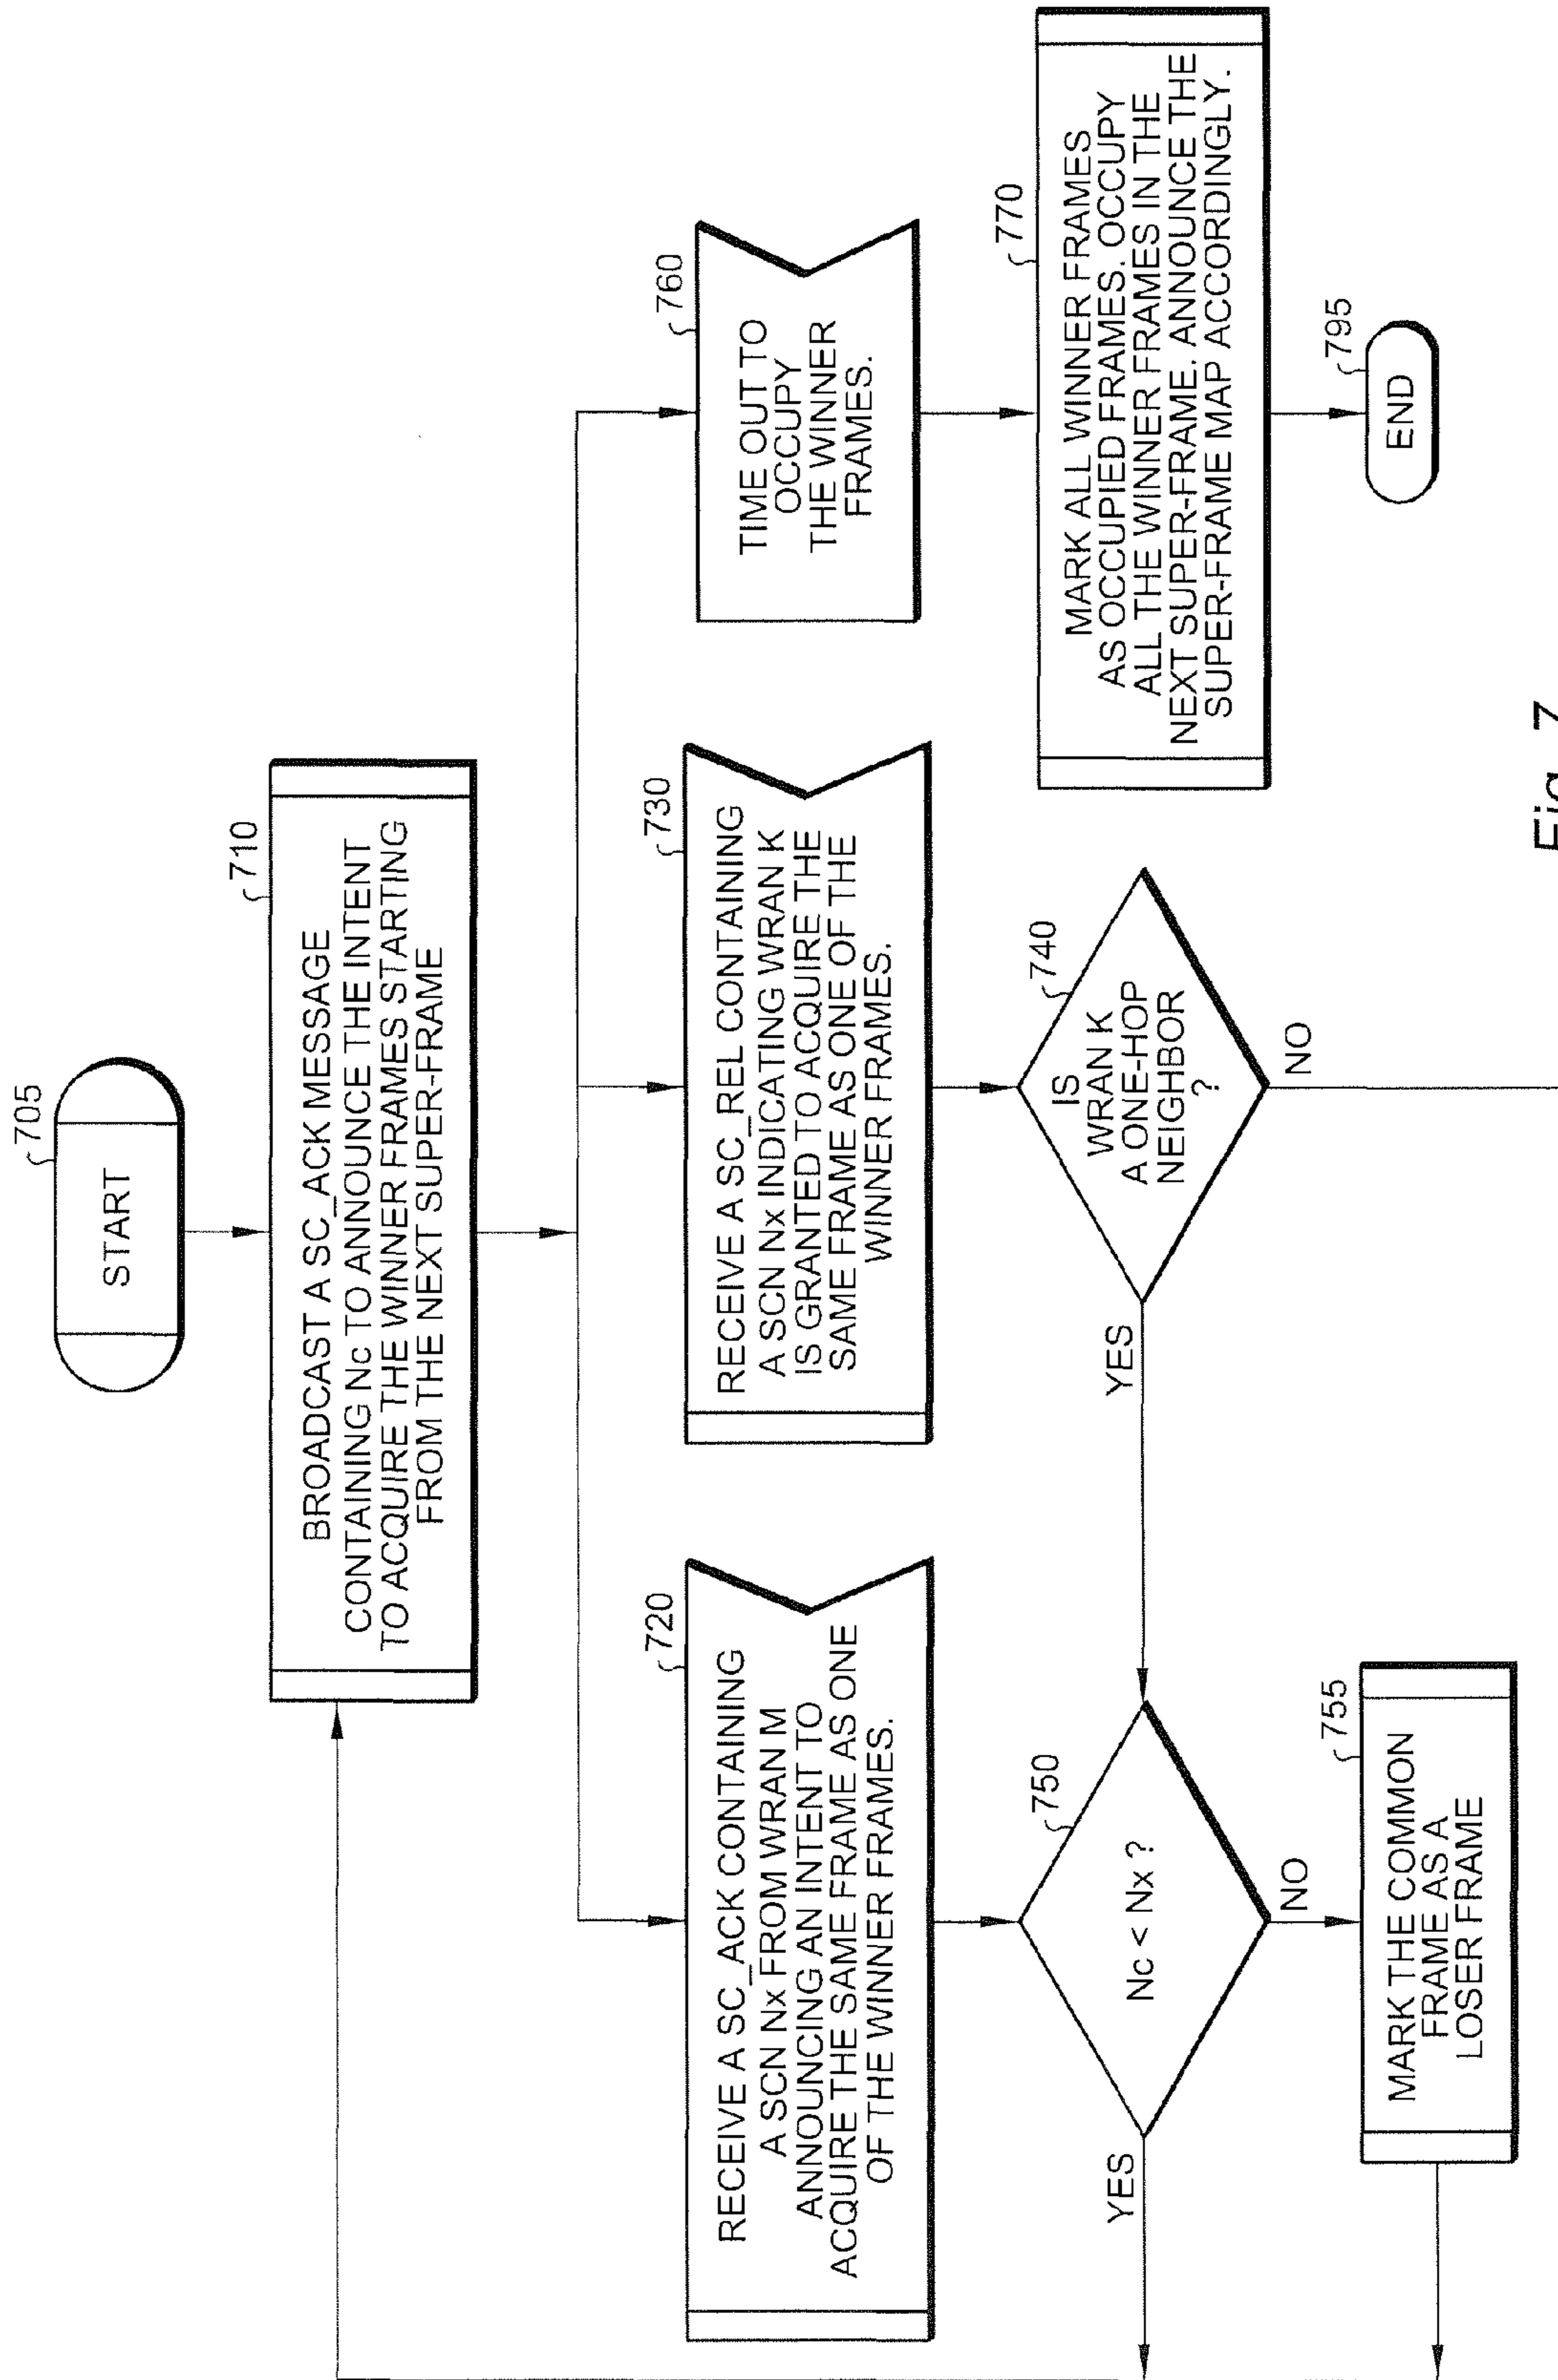 705
START
710
BROADCAST A SC_ACK MESSAGE
CONTAINING Nc TO ANNOUNCE THE INTENT
TO ACQUIRE THE WINNER FRAMES STARTING
FROM THE NEXT SUPER-FRAME
720
RECEIVE A SC_ACK CONTAINING
A SCN Nx FROM WRAN M
ANNOUNCING AN INTENT TO
ACQUIRE THE SAME FRAME AS ONE
OF THE WINNER FRAMES.
730
RECEIVE A SC_REL CONTAINING
A SCN Nx INDICATING WRAN K
IS GRANTED TO ACQUIRE THE
SAME FRAME AS ONE OF THE
WINNER FRAMES.
760
TIME OUT TO
OCCUPY
THE WINNER
FRAMES.
750
Nc < Nx ?
YES
NO
740
IS
WRAN K
A ONE-HOP
NEIGHBOR
?
YES
NO
770
MARK ALL WINNER FRAMES
AS OCCUPIED FRAMES. OCCUPY
ALL THE WINNER FRAMES IN THE
NEXT SUPER-FRAME. ANNOUNCE THE
SUPER-FRAME MAP ACCORDINGLY.
755
MARK THE COMMON
FRAME AS A
LOSER FRAME
795
END
Fig. 7